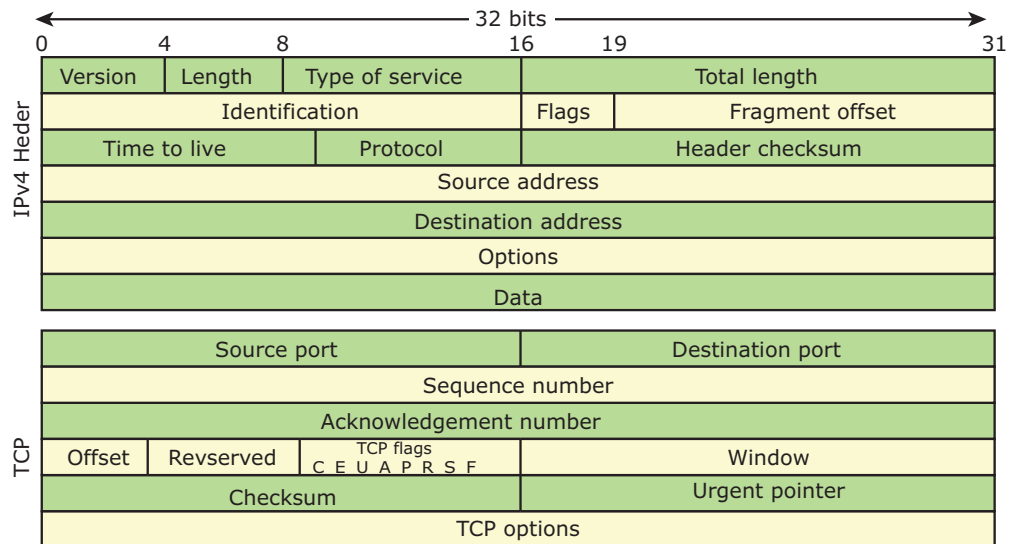 32 bits
0 4 8 16 19 31
IPv4 Heder
Version Length Type of service Total length
Identification Flags Fragment offset
Time to live Protocol Header checksum
Source address
Destination address
Options
Data
TCP
Source port Destination port
Sequence number
Acknowledgement number
Offset Revserved TCP flags Window
C E U A P R S F
Checksum Urgent pointer
TCP options